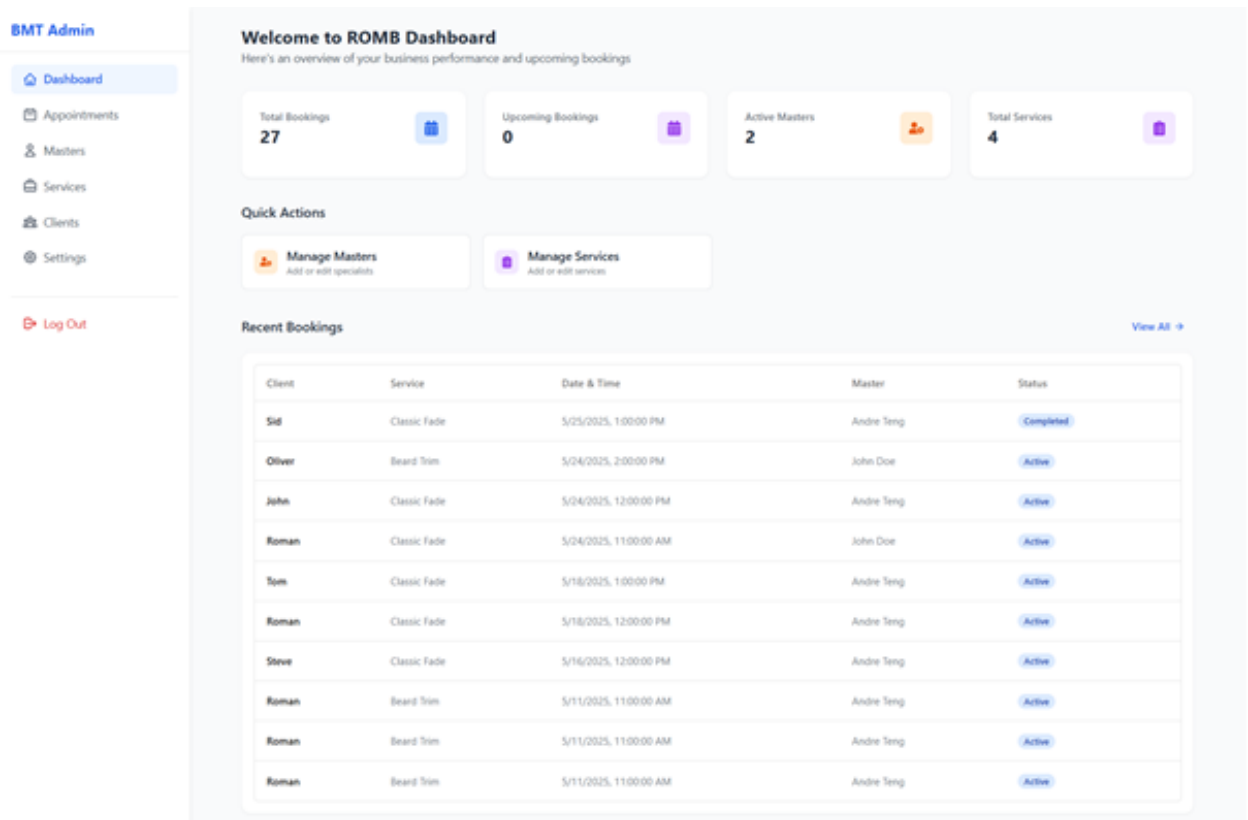 BMT Admin
Dashboard
Appointments
Masters
Services
Clients
Settings
Log Out
Welcome to ROMB Dashboard
Here's an overview of your business performance and upcoming bookings
Total Bookings
27
Upcoming Bookings
0
Active Masters
2
Total Services
4
Quick Actions
Manage Masters
Add or edit specialists
Manage Services
Add or edit services
Recent Bookings
View All →
Client Service Date & Time Master Status
Sid Classic Fade 5/25/2025, 1:00:00 PM Andre Teng Completed
Oliver Beard Trim 5/24/2025, 2:00:00 PM John Doe Active
John Classic Fade 5/24/2025, 12:00:00 PM Andre Teng Active
Roman Classic Fade 5/24/2025, 11:00:00 AM John Doe Active
Tom Classic Fade 5/18/2025, 1:00:00 PM Andre Teng Active
Roman Classic Fade 5/18/2025, 12:00:00 PM Andre Teng Active
Steve Classic Fade 5/16/2025, 12:00:00 PM Andre Teng Active
Roman Beard Trim 5/11/2025, 11:00:00 AM Andre Teng Active
Roman Beard Trim 5/11/2025, 11:00:00 AM Andre Teng Active
Roman Beard Trim 5/11/2025, 11:00:00 AM Andre Teng Active